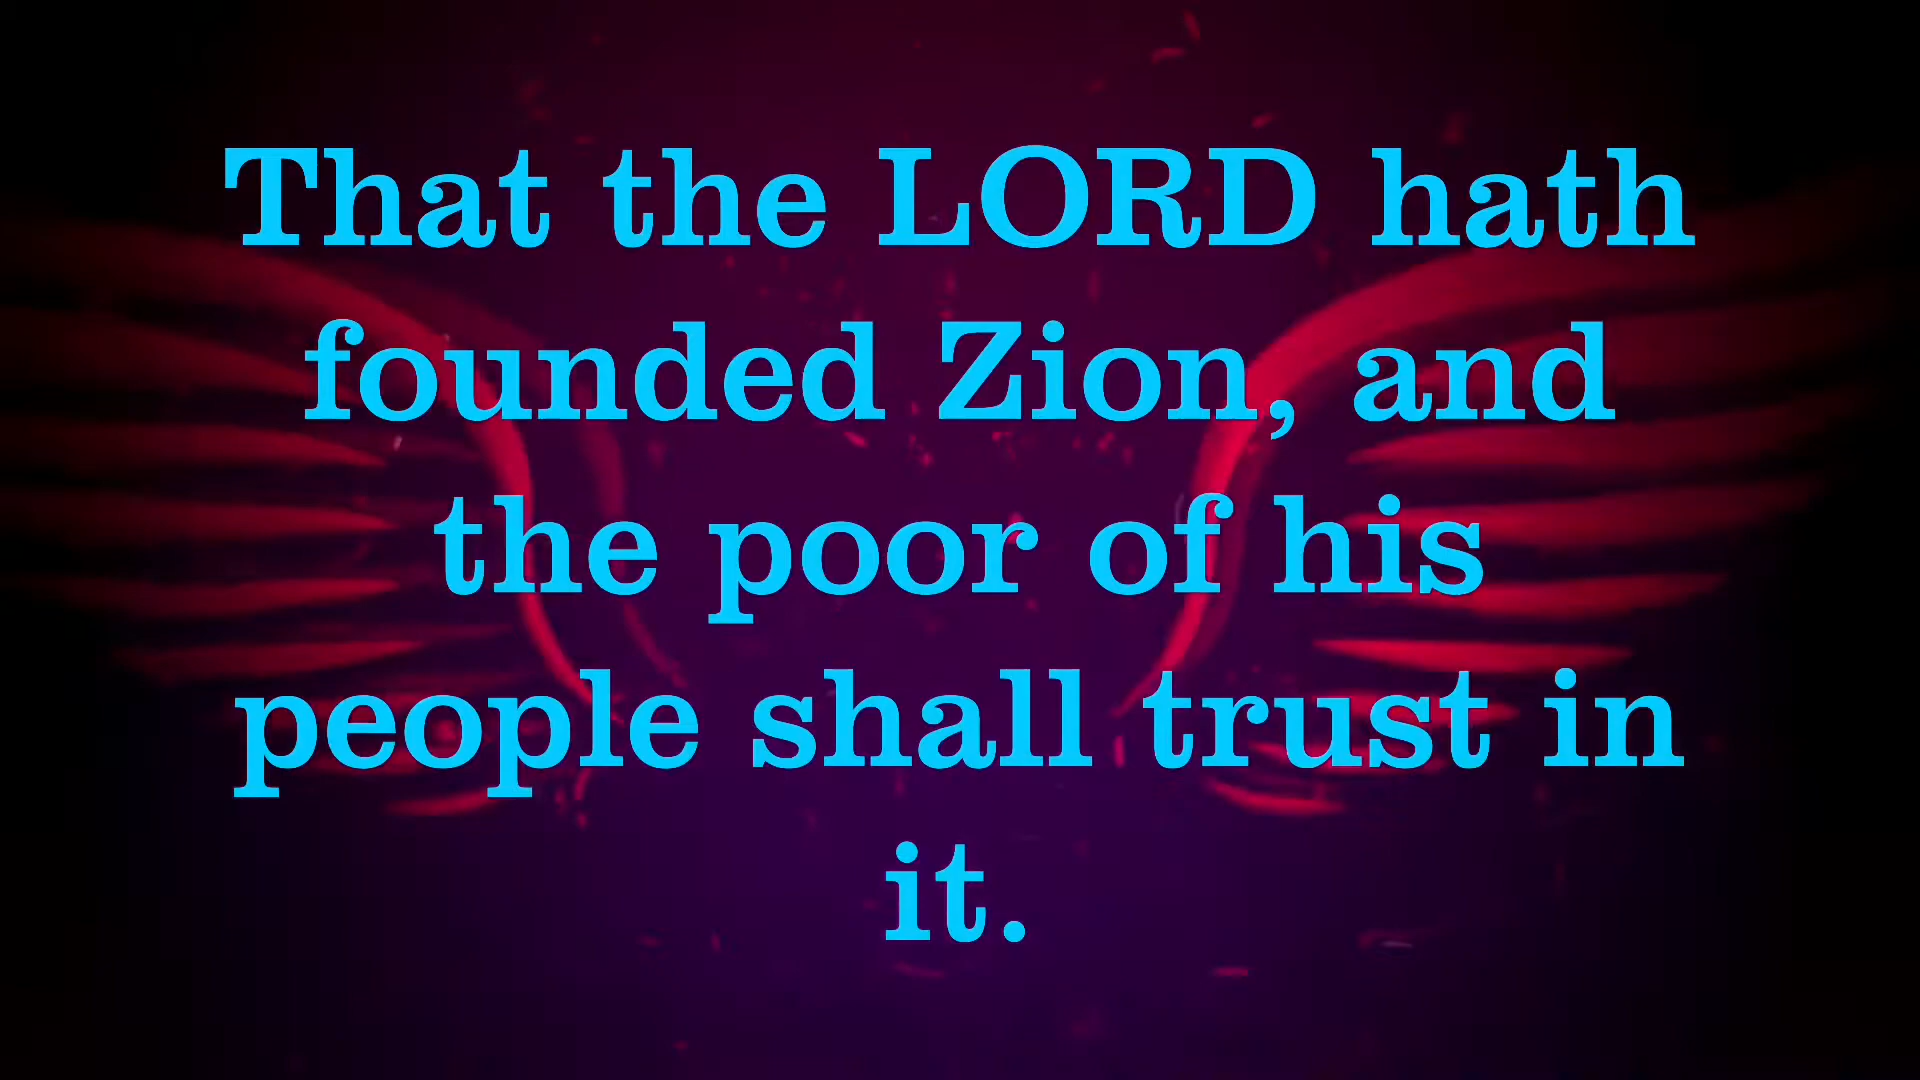 That the LORD hath
founded Zion, and
the poor of his
people shall trust in
it.